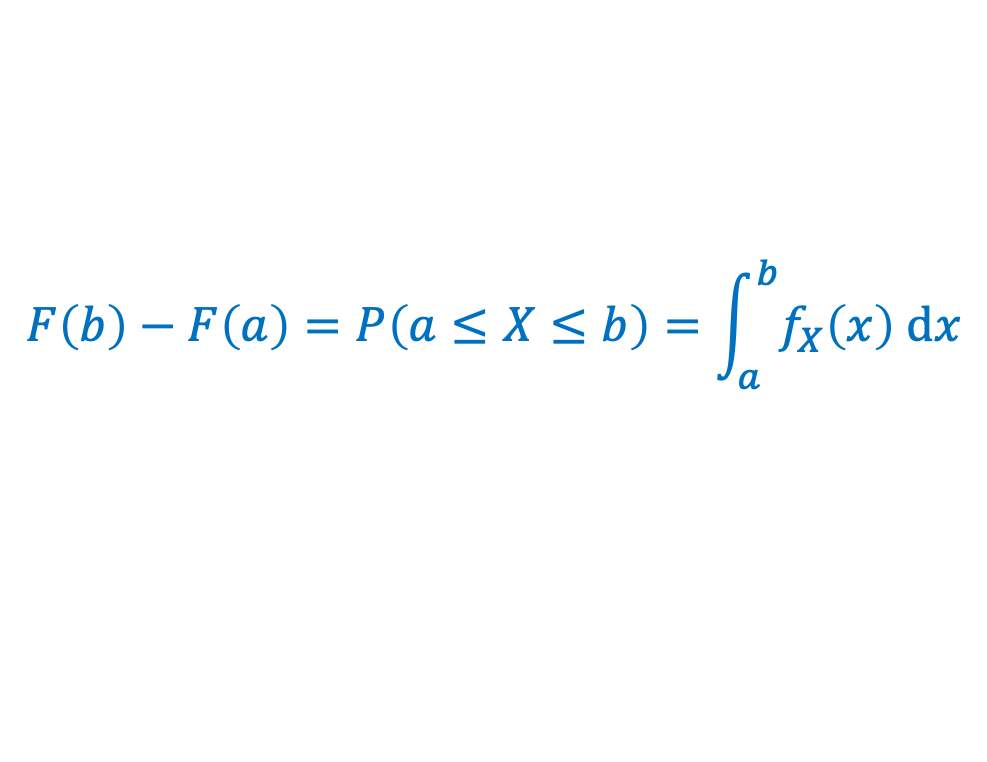 F(b) − F(a) = P(a ≤ X ≤ b) = ∫_a^b f_X(x) dx